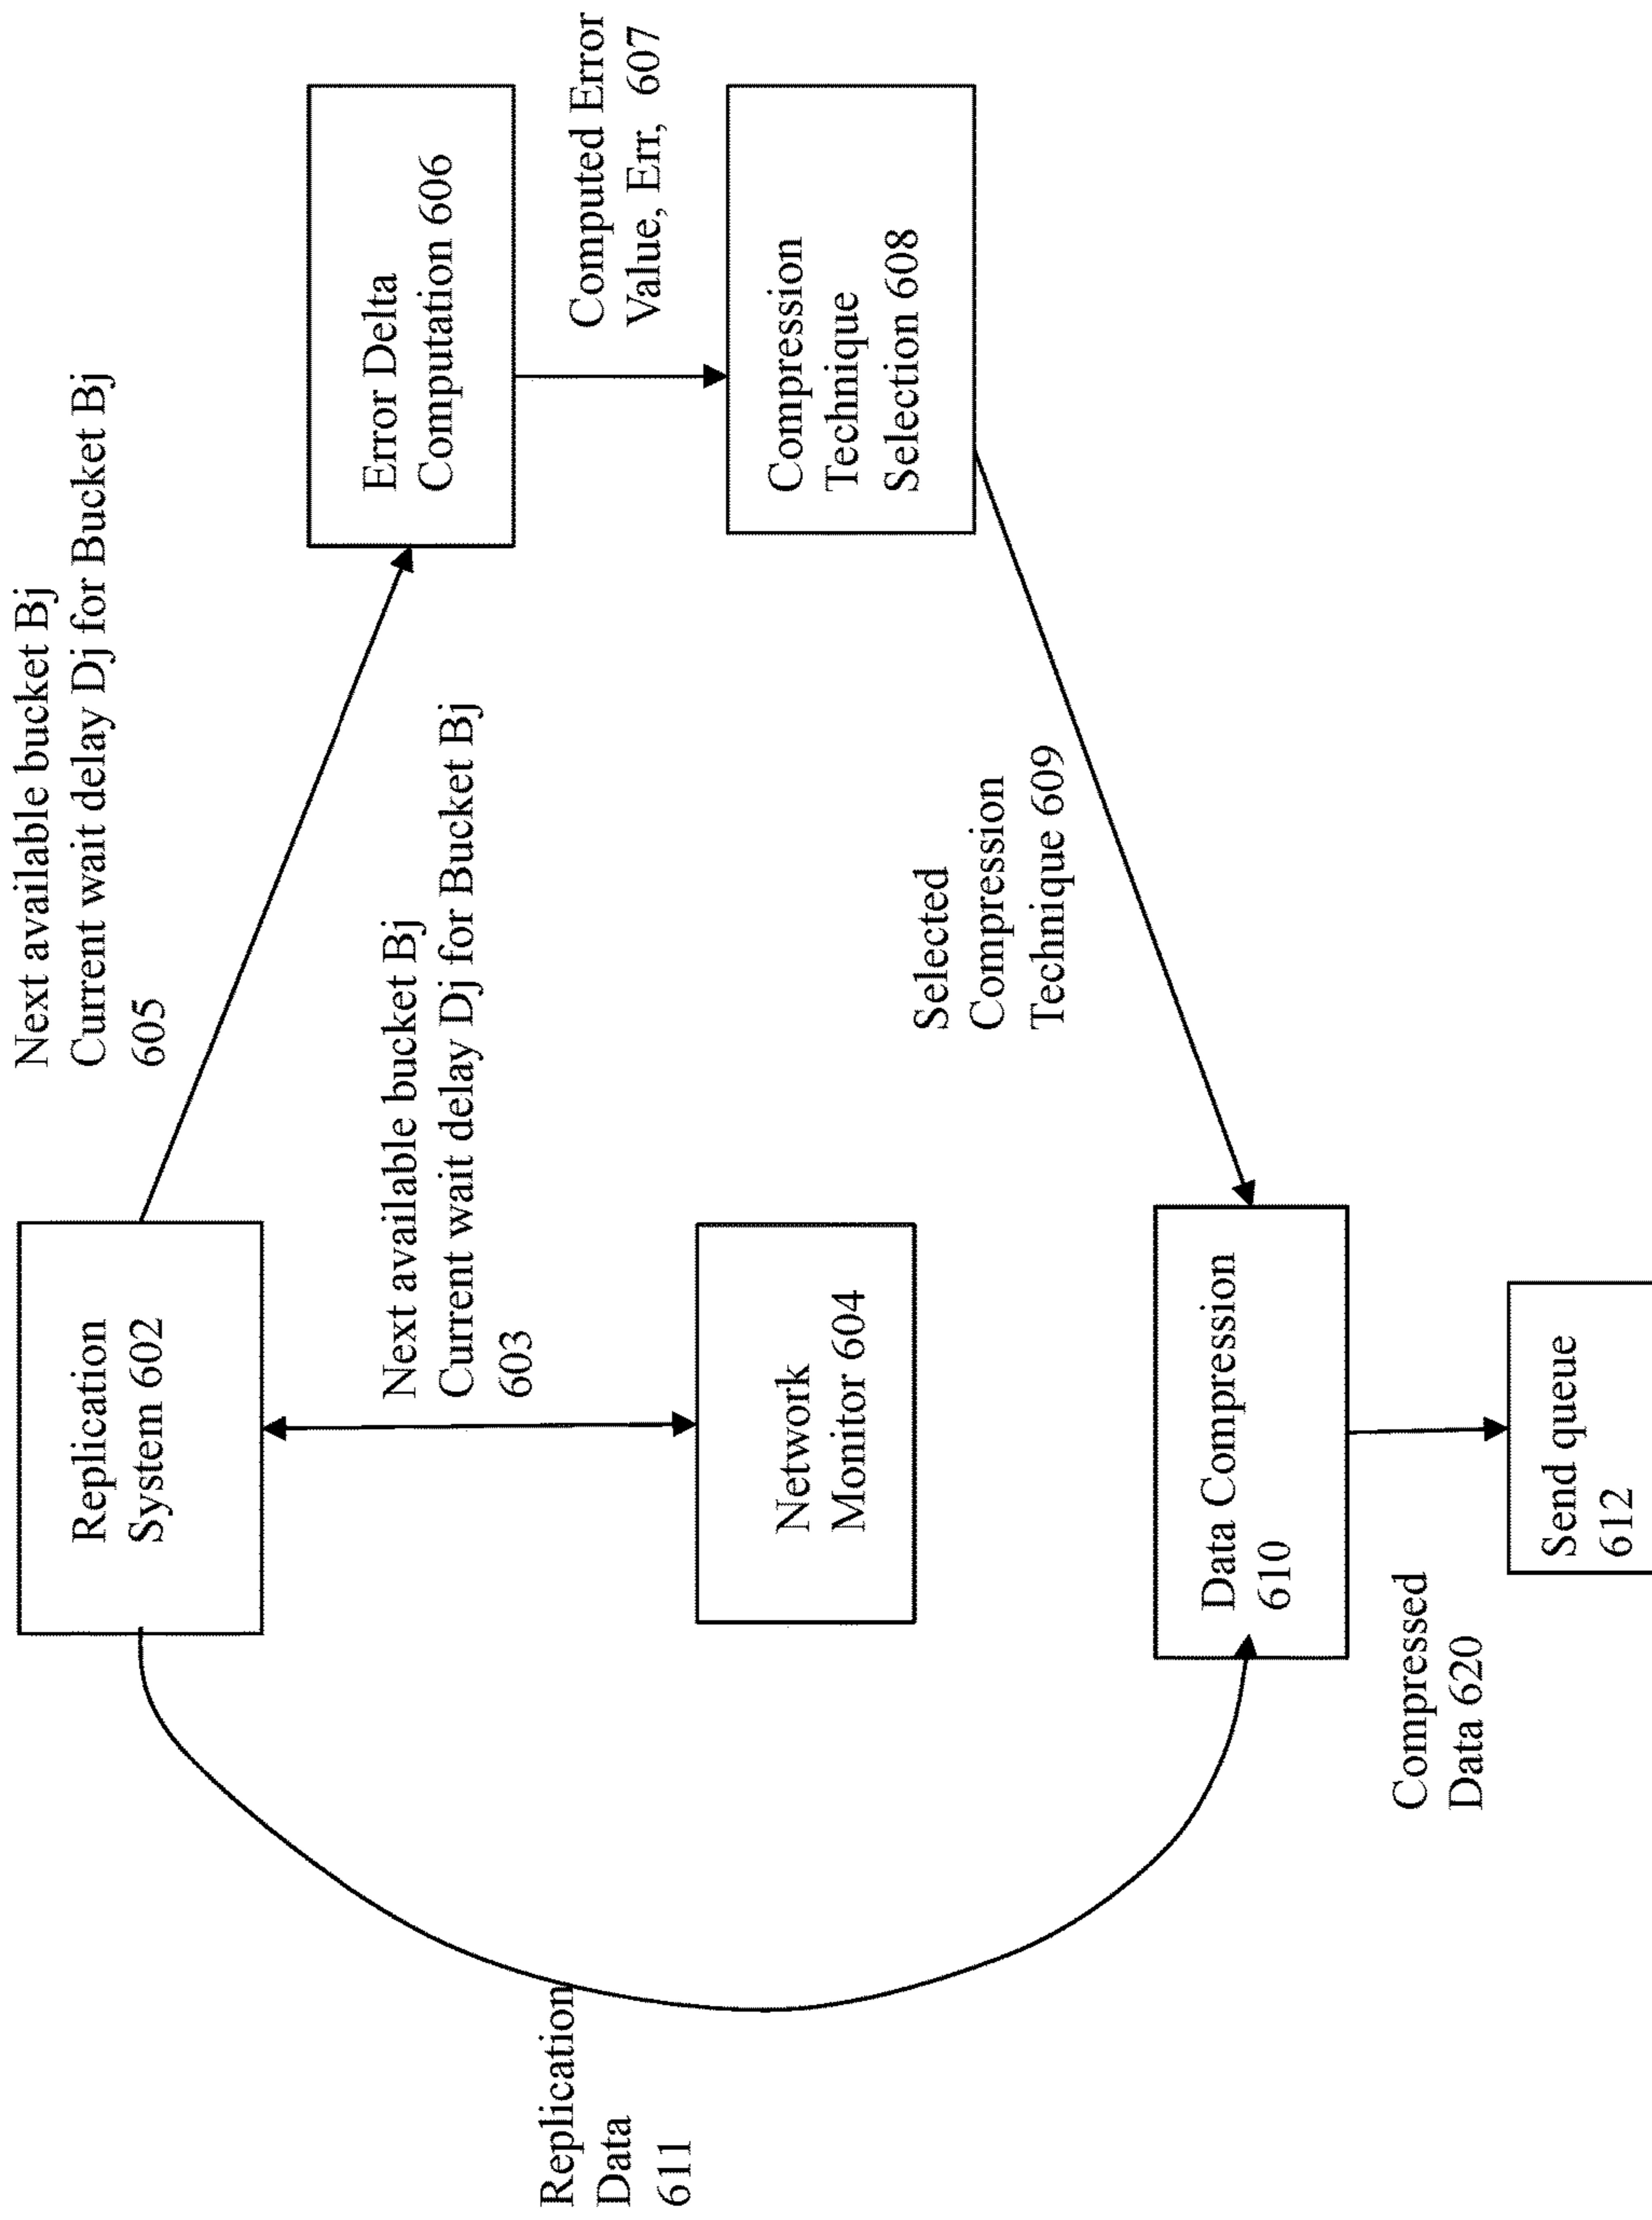 Next available bucket Bj
Current wait delay Dj for Bucket Bj
605
Replication
System 602
Error Delta
Computation 606
Next available bucket Bj
Current wait delay Dj for Bucket Bj
603
Computed Error
Value, Err, 607
Replication
Data
611
Network
Monitor 604
Compression
Technique
Selection 608
Selected
Compression
Technique 609
Data Compression
610
Compressed
Data 620
Send queue
612